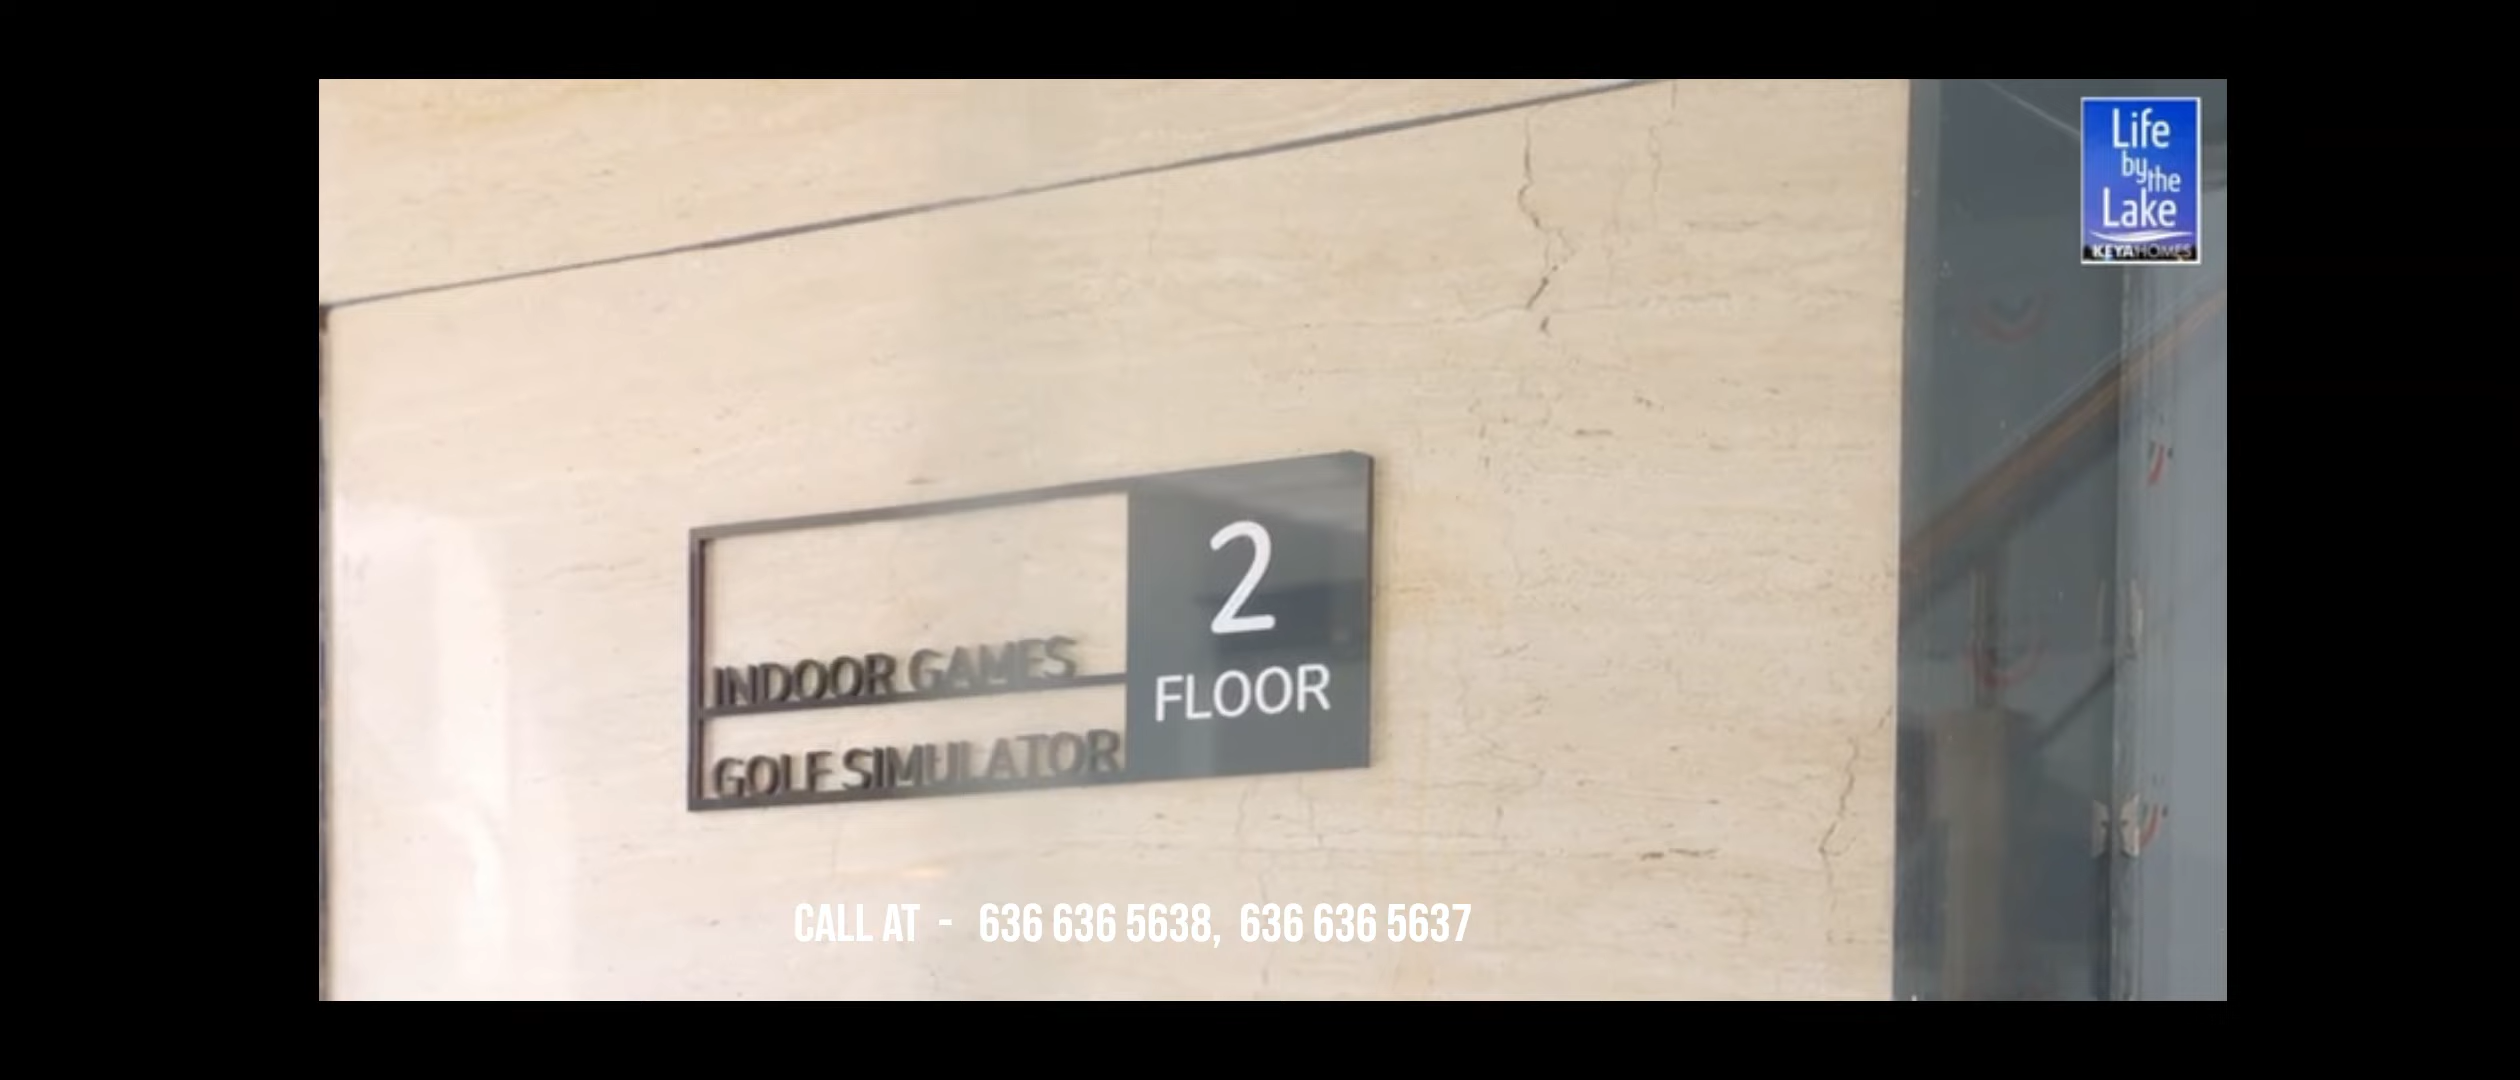 Life
by the
Lake
KEYAHOMES
2
FLOOR
INDOOR GAMES
GOLF SIMULATOR
CALL AT - 636 636 5638, 636 636 5637